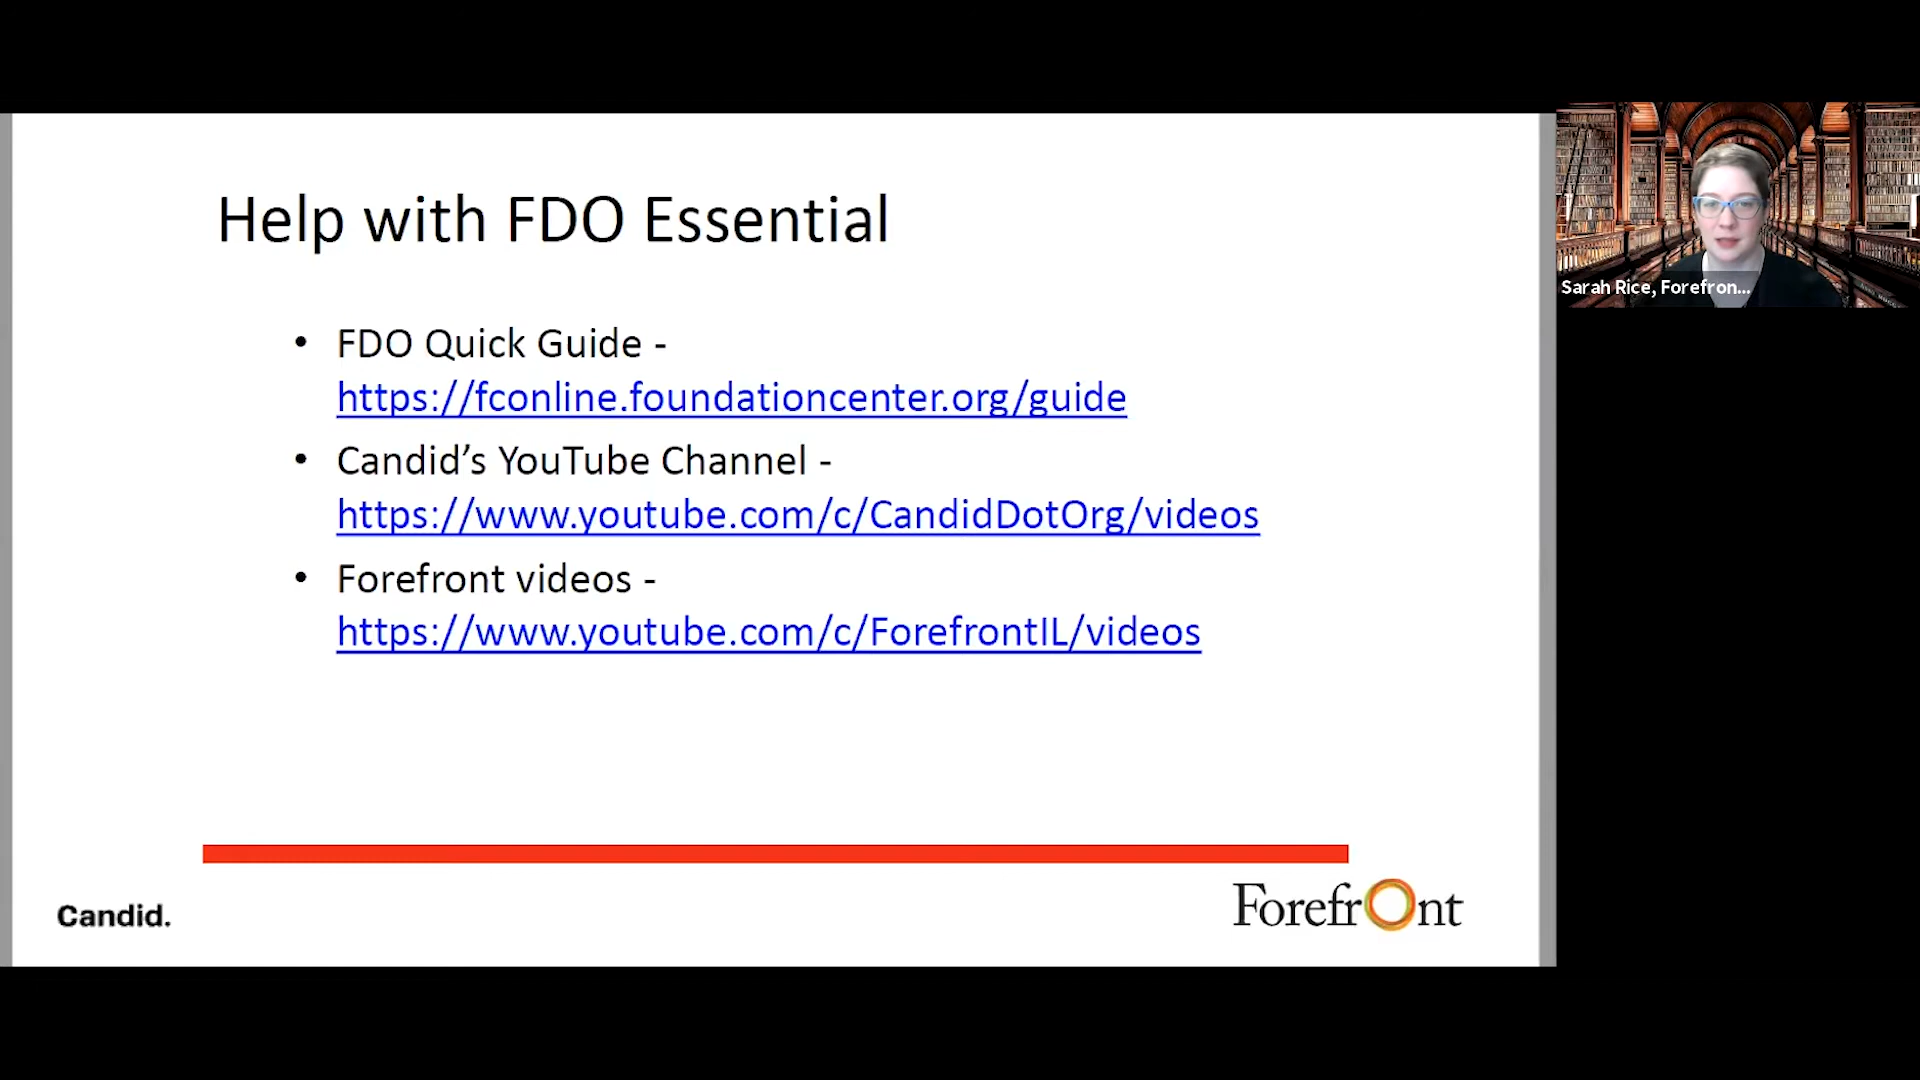 Help with FDO Essential
• FDO Quick Guide -
https://fconline.foundationcenter.org/guide
• Candid’s YouTube Channel -
https://www.youtube.com/c/CandidDotOrg/videos
• Forefront videos -
https://www.youtube.com/c/ForefrontIL/videos
Candid.
Forefront
Sarah Rice, Forefron...